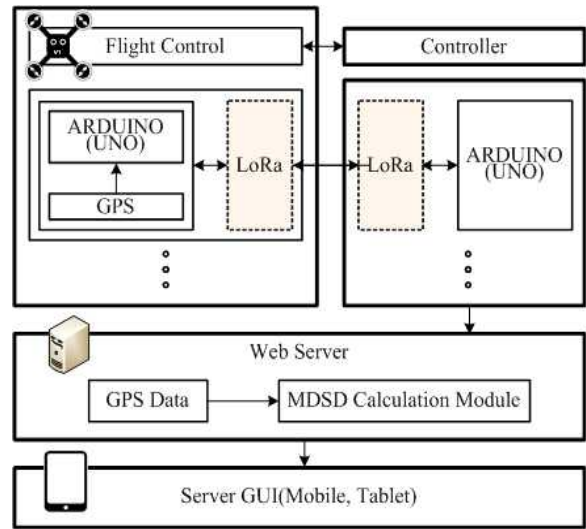 Flight Control
Controller
ARDUINO
(UNO)
GPS
LoRa
LoRa
ARDUINO
(UNO)
Web Server
GPS Data
MDSD Calculation Module
Server GUI(Mobile, Tablet)